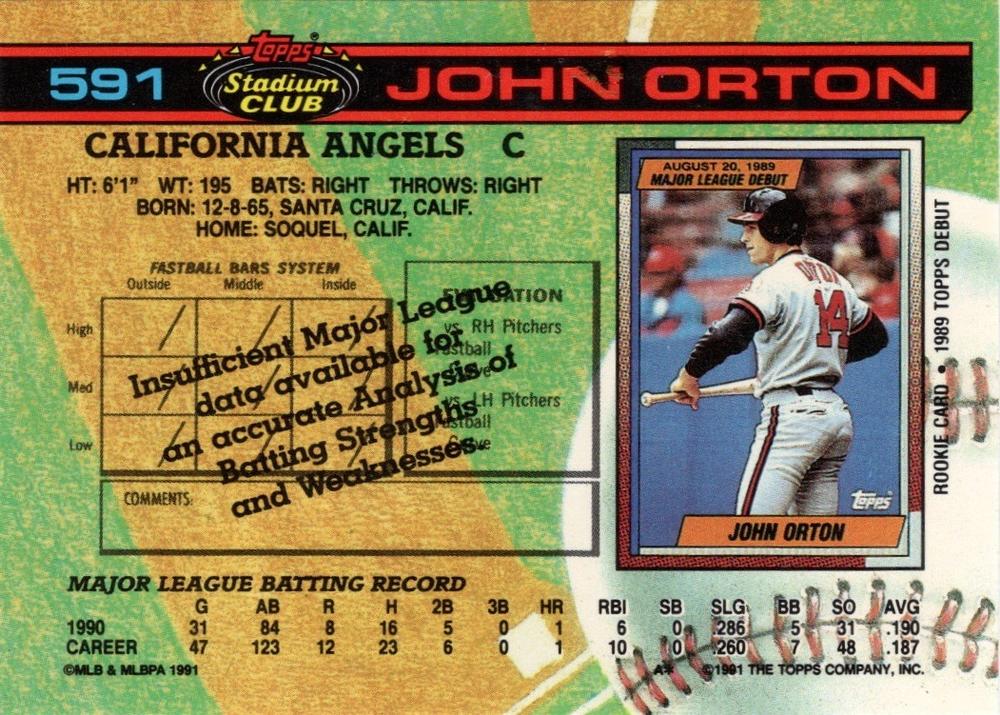 591
Topps®
Stadium
CLUB
JOHN ORTON
CALIFORNIA ANGELS C
HT: 6'1" WT: 195 BATS: RIGHT THROWS: RIGHT
BORN: 12-8-65, SANTA CRUZ, CALIF.
HOME: SOQUEL, CALIF.
FASTBALL BARS SYSTEM
Outside Middle Inside
High
Med
Low
EVALUATION
vs. RH Pitchers
Fastball
Curve
vs. LH Pitchers
Fastball
Curve
Insufficient Major League
data available for
an accurate Analysis of
Batting Strengths
and Weaknesses.
COMMENTS:
AUGUST 20, 1989
MAJOR LEAGUE DEBUT
ORTON
14
Topps
JOHN ORTON
ROOKIE CARD • 1989 TOPPS DEBUT
MAJOR LEAGUE BATTING RECORD
G AB R H 2B 3B HR RBI SB SLG BB SO AVG
1990 31 84 8 16 5 0 1 6 0 .286 5 31 .190
CAREER 47 123 12 23 6 0 1 10 0 .260 7 48 .187
©MLB & MLBPA 1991
A* ©1991 THE TOPPS COMPANY, INC.